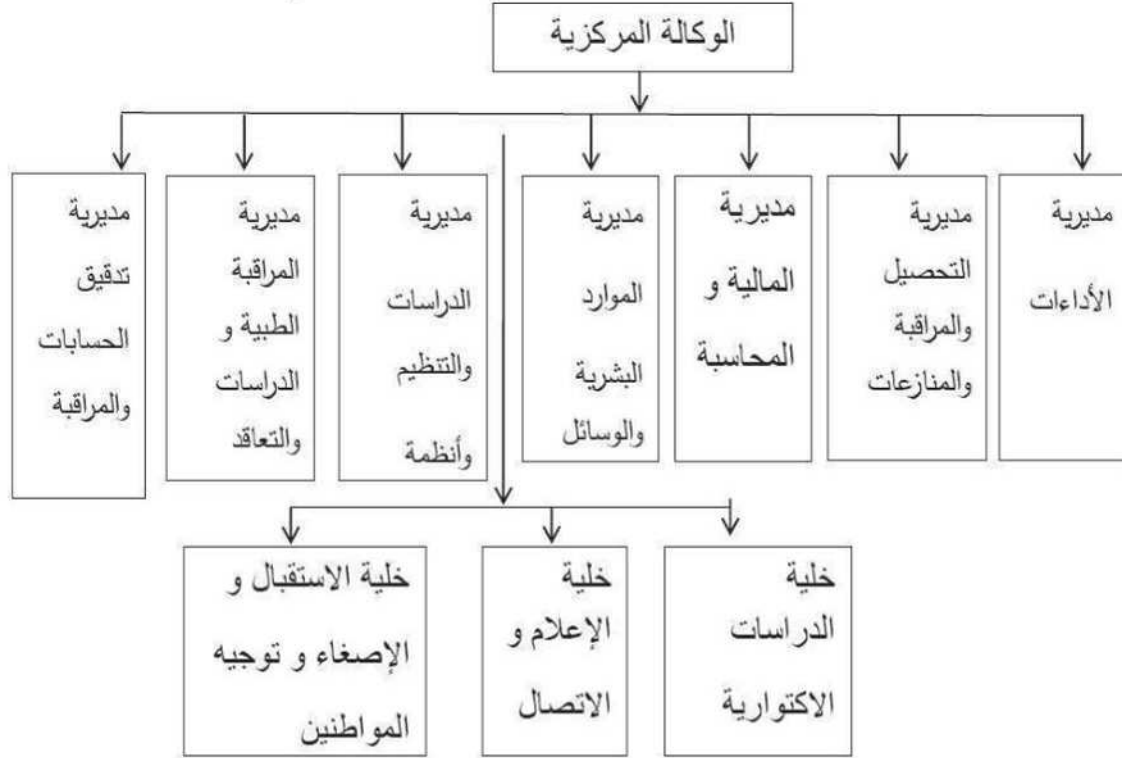 الوكالة المركزية
مديرية
الأداءات
مديرية
التحصيل
والمراقبة
والمنازعات
مديرية
المالية و
المحاسبة
مديرية
الموارد
البشرية
والوسائل
مديرية
الدراسات
والتنظيم
وأنظمة
مديرية
المراقبة
الطبية و
الدراسات
والتعاقد
مديرية
تدقيق
الحسابات
والمراقبة
خلية
الدراسات
الاكتوارية
خلية
الإعلام و
الاتصال
خلية الاستقبال و
الإصغاء و توجيه
المواطنين